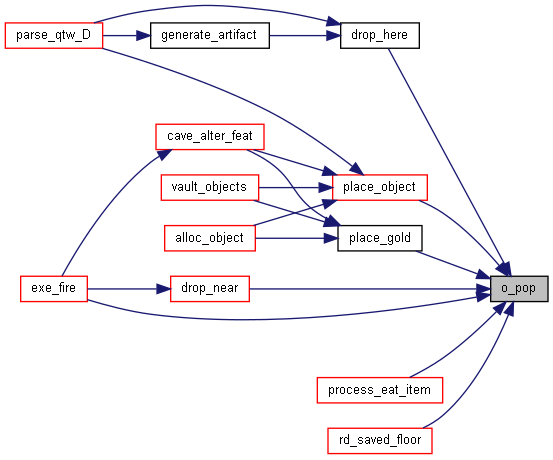 parse_qtw_D
generate_artifact
drop_here
cave_alter_feat
vault_objects
place_object
alloc_object
place_gold
exe_fire
drop_near
o_pop
process_eat_item
rd_saved_floor